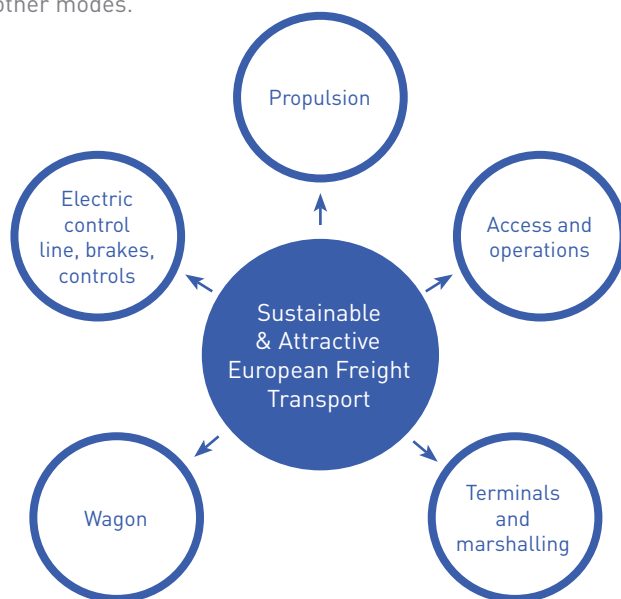 other modes.
Propulsion
Electric
control
line, brakes,
controls
Access and
operations
Sustainable
& Attractive
European Freight
Transport
Wagon
Terminals
and
marshalling